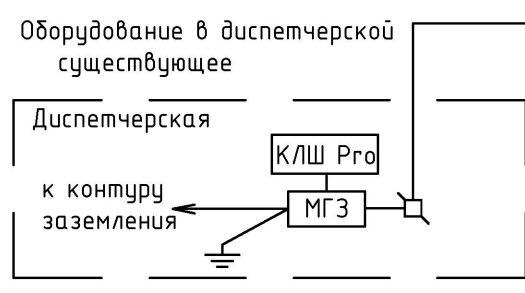 Оборудование в диспетчерской
существующее
Диспетчерская
КЛШ Pro
к контуру
заземления
МГЗ